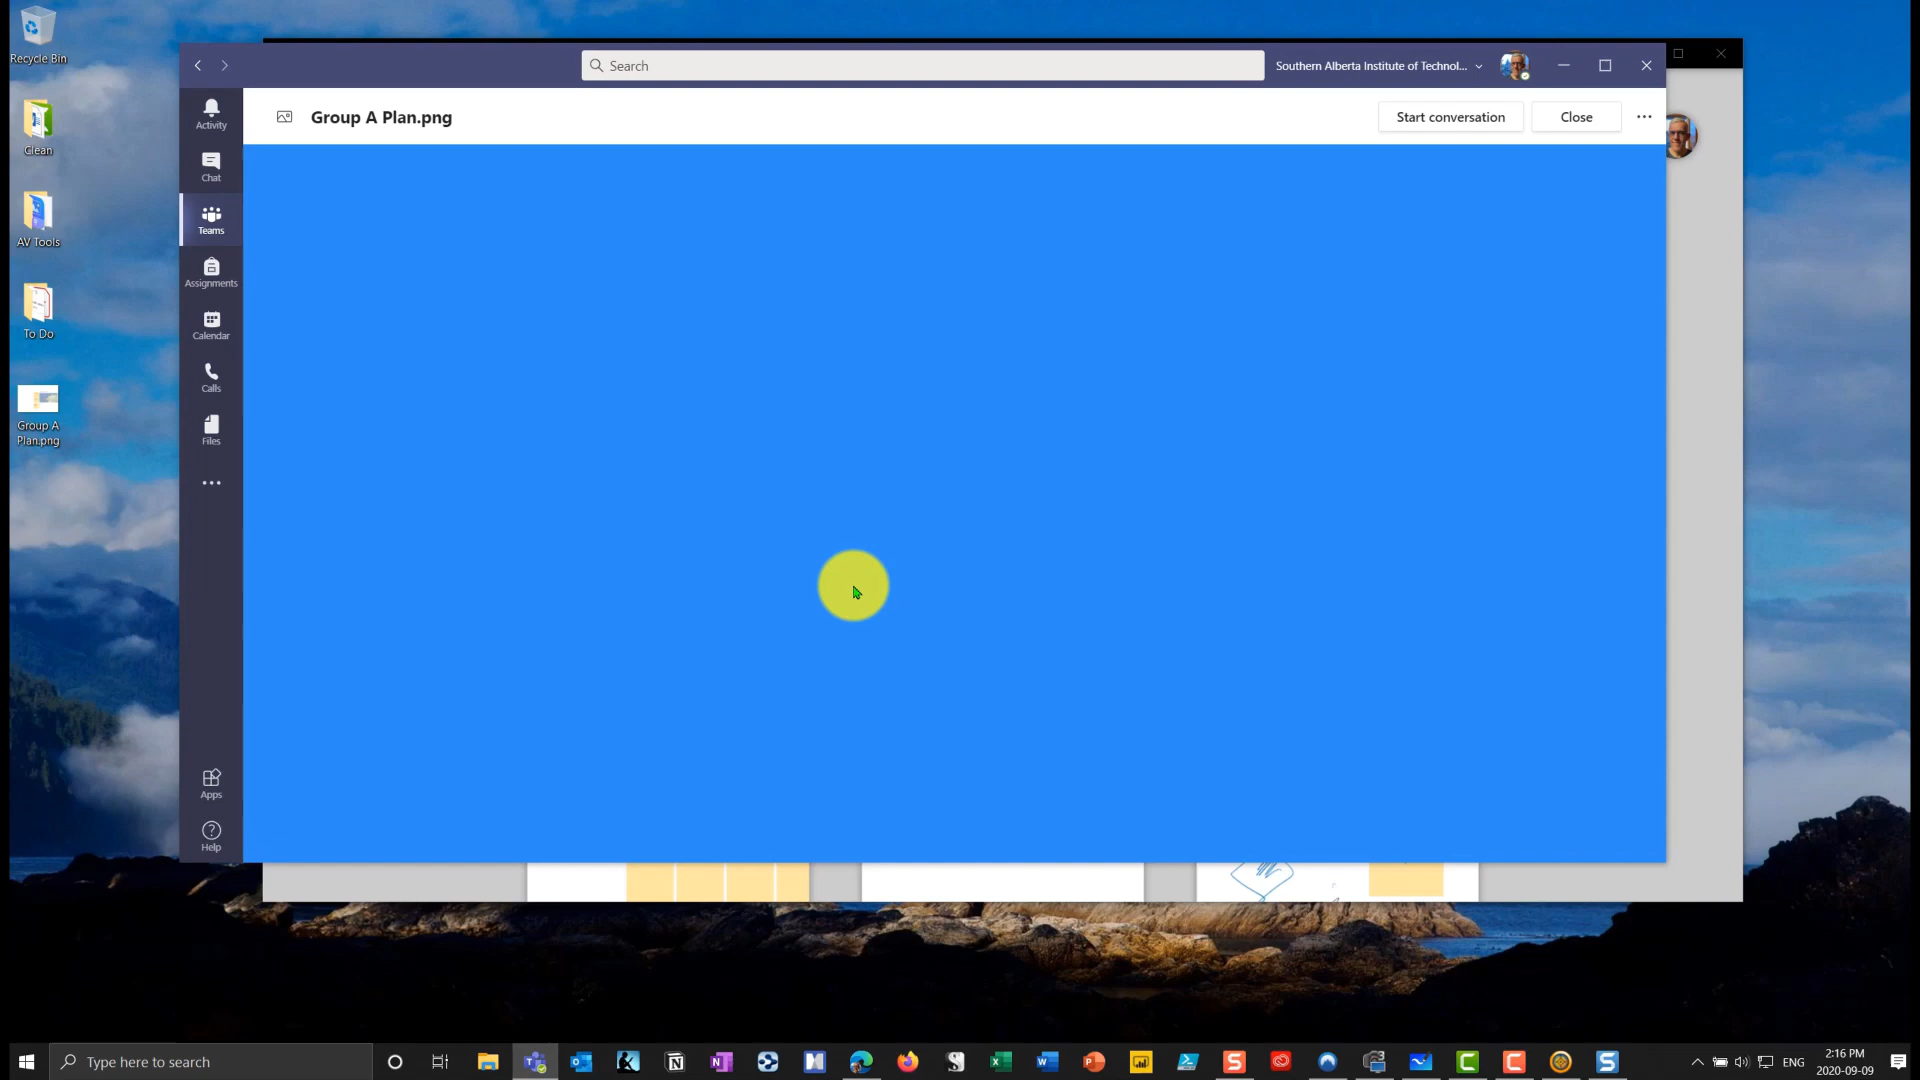 Recycle Bin
Clean
AV Tools
To Do
Group A
Plan.png
Search
Southern Alberta Institute of Technol...
Group A Plan.png
Start conversation
Close
Activity
Chat
Teams
Assignments
Calendar
Calls
Files
Apps
Help
Type here to search
ENG
2:16 PM
2020-09-09